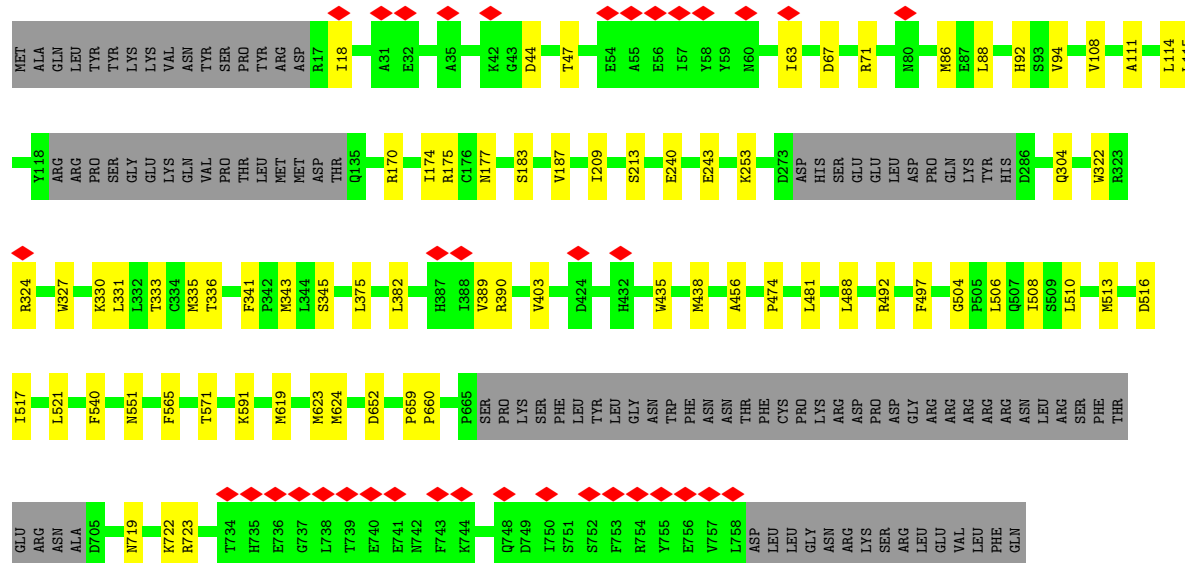 MET ALA GLN LEU TYR TYR LYS LYS VAL ASN TYR SER PRO TYR ARG ASP R17 I18 A31 E32 A35 K42 G43 D44 T47 E54 A55 E56 I57 Y58 Y59 N60 I63 D67 R71 N80 M86 E87 L88 H92 S93 V94 V108 A111 L114 L115
Y118 ARG ARG PRO SER GLY GLU LYS GLN VAL PRO THR LEU MET MET ASP THR Q135 R170 I174 R175 C176 N177 S183 V187 I209 S213 E240 E243 K253 D273 ASP HIS SER GLU GLU LEU ASP PRO GLN LYS TYR HIS D286 Q304 W322 R323
R324 W327 K330 L331 L332 T333 C334 M335 T336 F341 P342 M343 L344 S345 L375 L382 H387 I388 V389 R390 V403 D424 H432 W435 M438 A456 P474 L481 L488 R492 F497 G504 P505 L506 Q507 I508 S509 L510 M513 D516
I517 L521 F540 N551 F565 T571 K591 M619 M623 M624 D652 P659 P660 P665 SER PRO LYS SER PHE LEU TYR LEU GLY ASN TRP PHE ASN ASN THR PHE CYS PRO LYS ARG ASP PRO ASP GLY ARG ARG ARG ARG ARG ASN LEU ARG SER PHE THR
GLU ARG ASN ALA D705 N719 K722 R723 T734 H735 E736 G737 L738 T739 E740 E741 N742 F743 K744 Q748 D749 I750 S751 S752 F753 R754 Y755 E756 V757 L758 ASP LEU LEU GLY ASN ARG LYS SER ARG LEU GLU VAL LEU PHE GLN